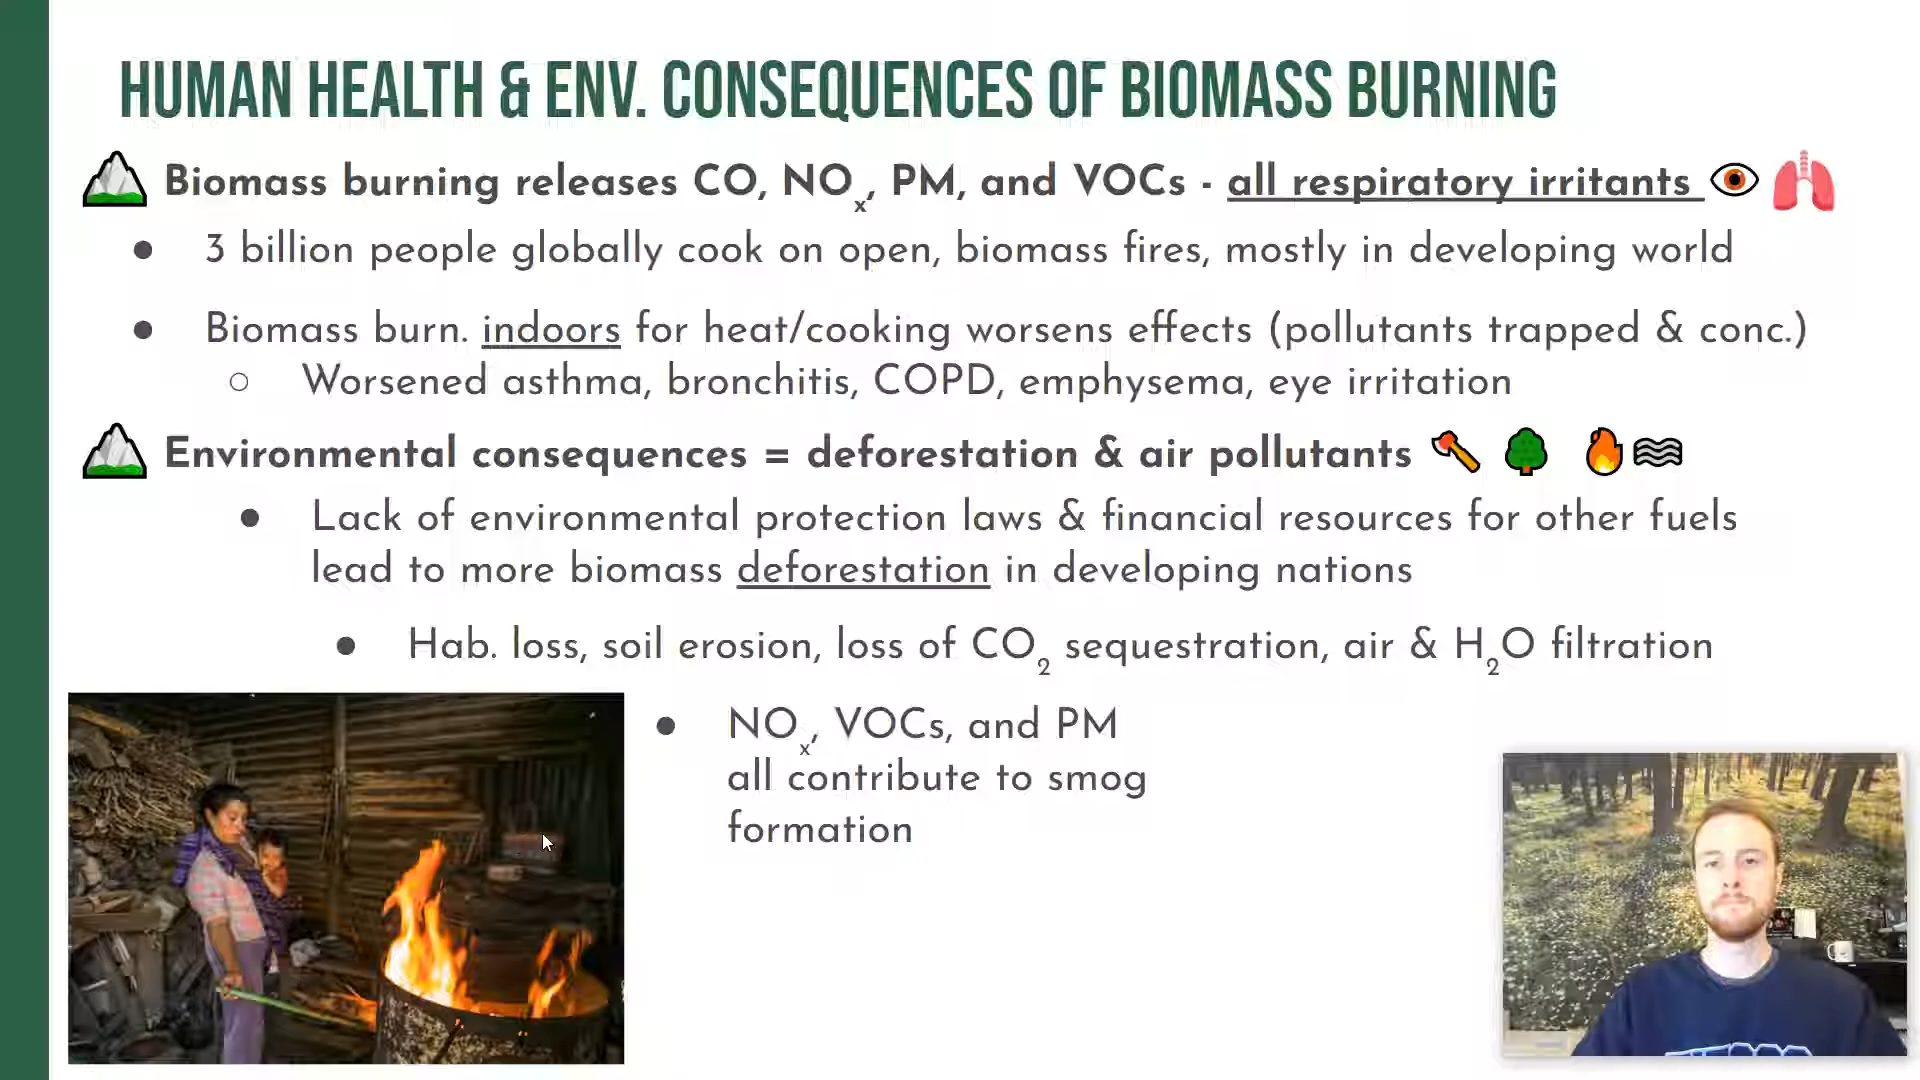 HUMAN HEALTH & ENV. CONSEQUENCES OF BIOMASS BURNING
Biomass burning releases CO, NOx, PM, and VOCs - all respiratory irritants
3 billion people globally cook on open, biomass fires, mostly in developing world
Biomass burn. indoors for heat/cooking worsens effects (pollutants trapped & conc.)
Worsened asthma, bronchitis, COPD, emphysema, eye irritation
Environmental consequences = deforestation & air pollutants
Lack of environmental protection laws & financial resources for other fuels
lead to more biomass deforestation in developing nations
Hab. loss, soil erosion, loss of CO2 sequestration, air & H2O filtration
NOx, VOCs, and PM
all contribute to smog
formation